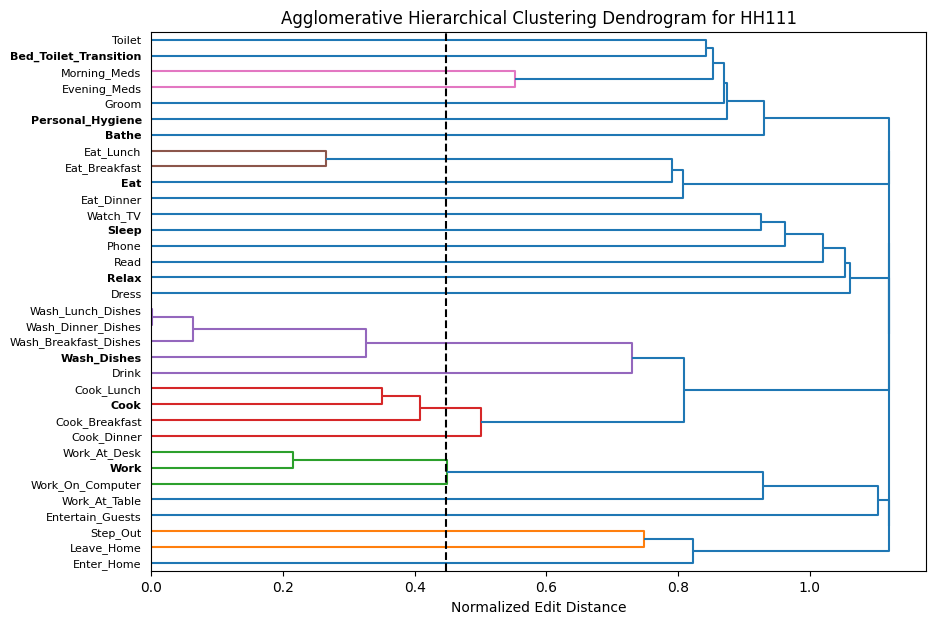 Agglomerative Hierarchical Clustering Dendrogram for HH111
Toilet
Bed_Toilet_Transition
Morning_Meds
Evening_Meds
Groom
Personal_Hygiene
Bathe
Eat_Lunch
Eat_Breakfast
Eat
Eat_Dinner
Watch_TV
Sleep
Phone
Read
Relax
Dress
Wash_Lunch_Dishes
Wash_Dinner_Dishes
Wash_Breakfast_Dishes
Wash_Dishes
Drink
Cook_Lunch
Cook
Cook_Breakfast
Cook_Dinner
Work_At_Desk
Work
Work_On_Computer
Work_At_Table
Entertain_Guests
Step_Out
Leave_Home
Enter_Home
0.0 0.2 0.4 0.6 0.8 1.0
Normalized Edit Distance